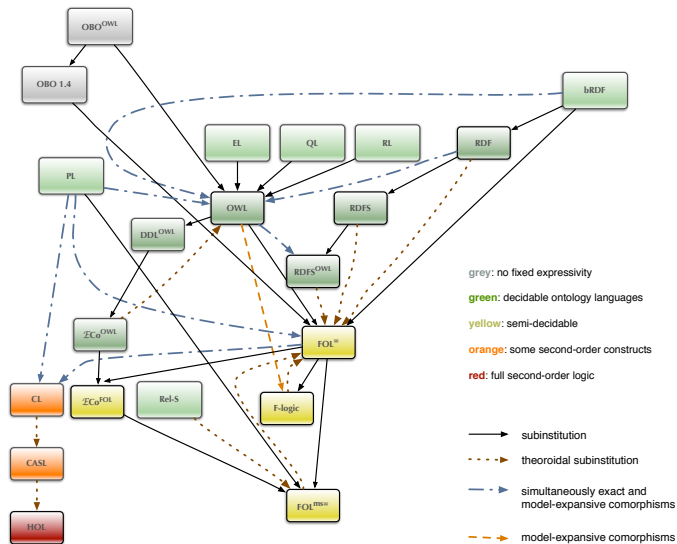 OBO^OWL
OBO 1.4
bRDF
EL
QL
RL
RDF
PL
OWL
RDFS
DDL^OWL
RDFS^OWL
ℰCo^OWL
FOL^=
CL
ℰCo^FOL
Rel-S
F-logic
CASL
FOL^ms=
HOL
grey: no fixed expressivity
green: decidable ontology languages
yellow: semi-decidable
orange: some second-order constructs
red: full second-order logic
subinstitution
theoroidal subinstitution
simultaneously exact and
model-expansive comorphisms
model-expansive comorphisms